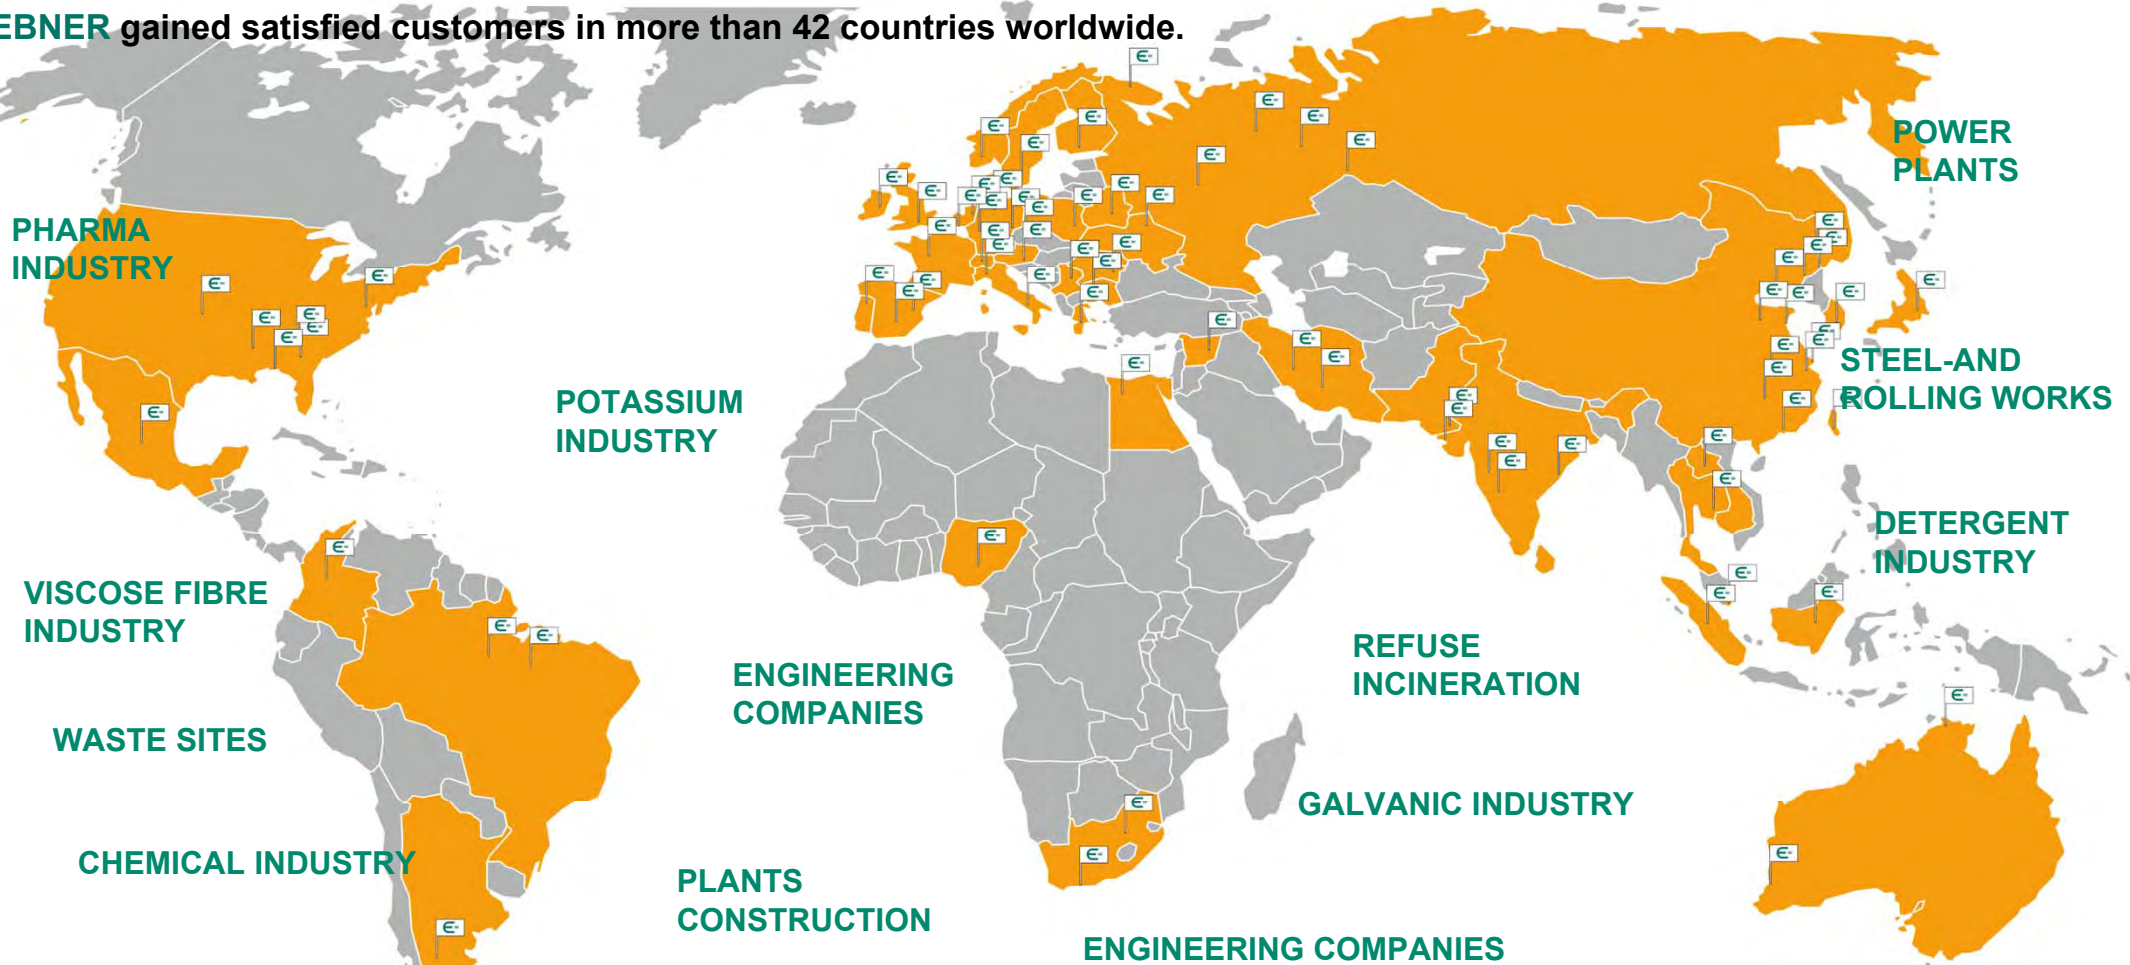 EBNER gained satisfied customers in more than 42 countries worldwide.
POWER
PLANTS
PHARMA
INDUSTRY
STEEL-AND
ROLLING WORKS
POTASSIUM
INDUSTRY
DETERGENT
INDUSTRY
VISCOSE FIBRE
INDUSTRY
REFUSE
INCINERATION
ENGINEERING
COMPANIES
WASTE SITES
GALVANIC INDUSTRY
CHEMICAL INDUSTRY
PLANTS
CONSTRUCTION
ENGINEERING COMPANIES